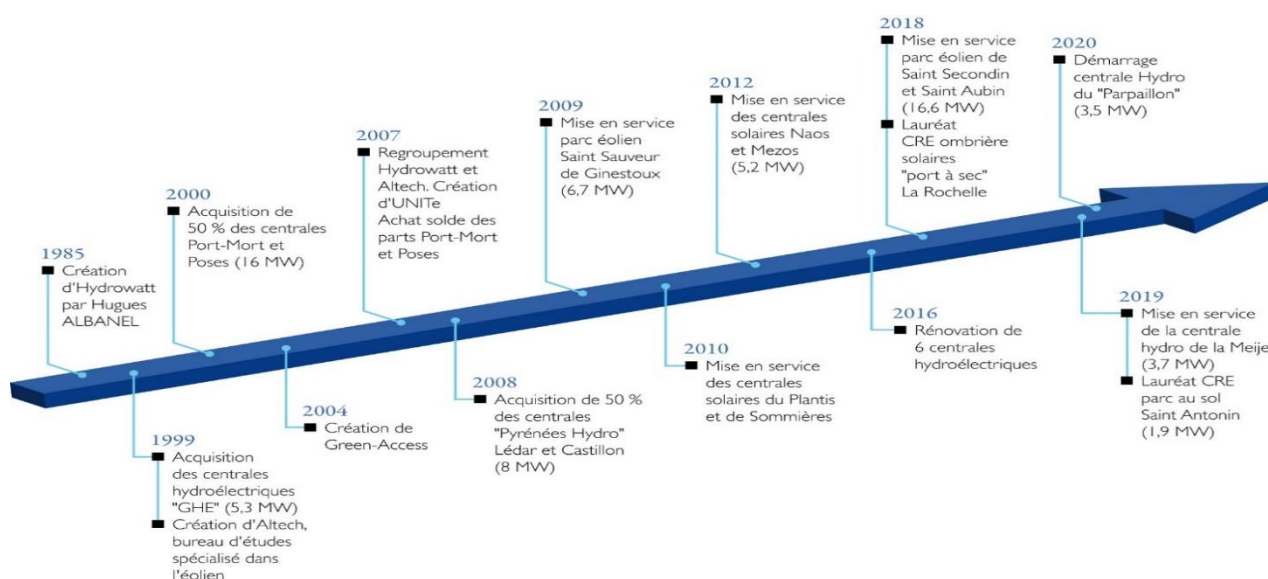 1985
Création
d'Hydrowatt
par Hugues
ALBANEL
1999
Acquisition
des centrales
hydroélectriques
"GHE" (5,3 MW)
Création d'Altech,
bureau d'études
spécialisé dans
l'éolien
2000
Acquisition de
50 % des centrales
Port-Mort et
Poses (16 MW)
2004
Création de
Green-Access
2007
Regroupement
Hydrowatt et
Altech. Création
d'UNITe
Achat solde des
parts Port-Mort
et Poses
2008
Acquisition de 50 %
des centrales
"Pyrénées Hydro"
Lédar et Castillon
(8 MW)
2009
Mise en service
parc éolien
Saint Sauveur
de Ginestoux
(6,7 MW)
2010
Mise en service
des centrales
solaires du Plantis
et de Sommières
2012
Mise en service
des centrales
solaires Naos
et Mezos
(5,2 MW)
2016
Rénovation de
6 centrales
hydroélectriques
2018
Mise en service
parc éolien de
Saint Secondin
et Saint Aubin
(16,6 MW)
Lauréat
CRE ombrière
solaires
"port à sec"
La Rochelle
2019
Mise en service
de la centrale
hydro de la Meije
(3,7 MW)
Lauréat CRE
parc au sol
Saint Antonin
(1,9 MW)
2020
Démarrage
centrale Hydro
du "Parpaillon"
(3,5 MW)